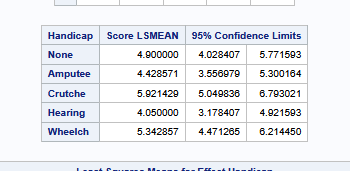 Handicap Score LSMEAN 95% Confidence Limits
None 4.900000 4.028407 5.771593
Amputee 4.428571 3.556979 5.300164
Crutche 5.921429 5.049836 6.793021
Hearing 4.050000 3.178407 4.921593
Wheelch 5.342857 4.471265 6.214450
Least Squares Means for Effect Handicap